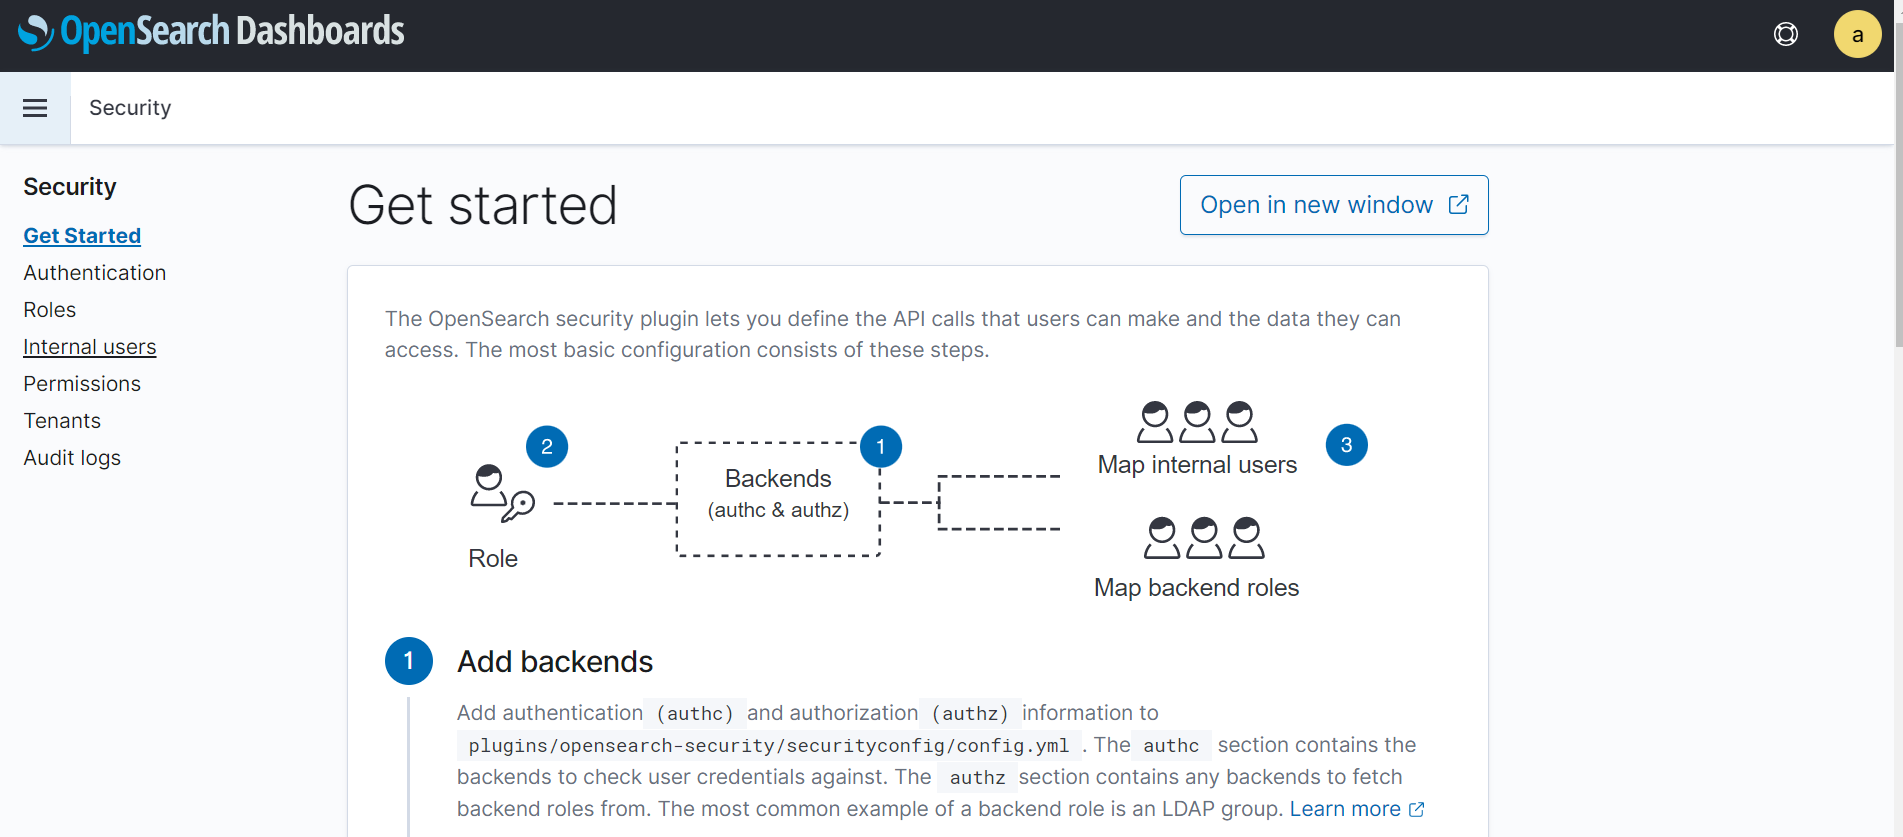 OpenSearch Dashboards
a
Security
Security
Get Started
Authentication
Roles
Internal users
Permissions
Tenants
Audit logs
Get started
Open in new window
The OpenSearch security plugin lets you define the API calls that users can make and the data they can
access. The most basic configuration consists of these steps.
2
1
3
Role
Backends
(authc & authz)
Map internal users
Map backend roles
1
Add backends
Add authentication (authc) and authorization (authz) information to
plugins/opensearch-security/securityconfig/config.yml . The authc section contains the
backends to check user credentials against. The authz section contains any backends to fetch
backend roles from. The most common example of a backend role is an LDAP group. Learn more